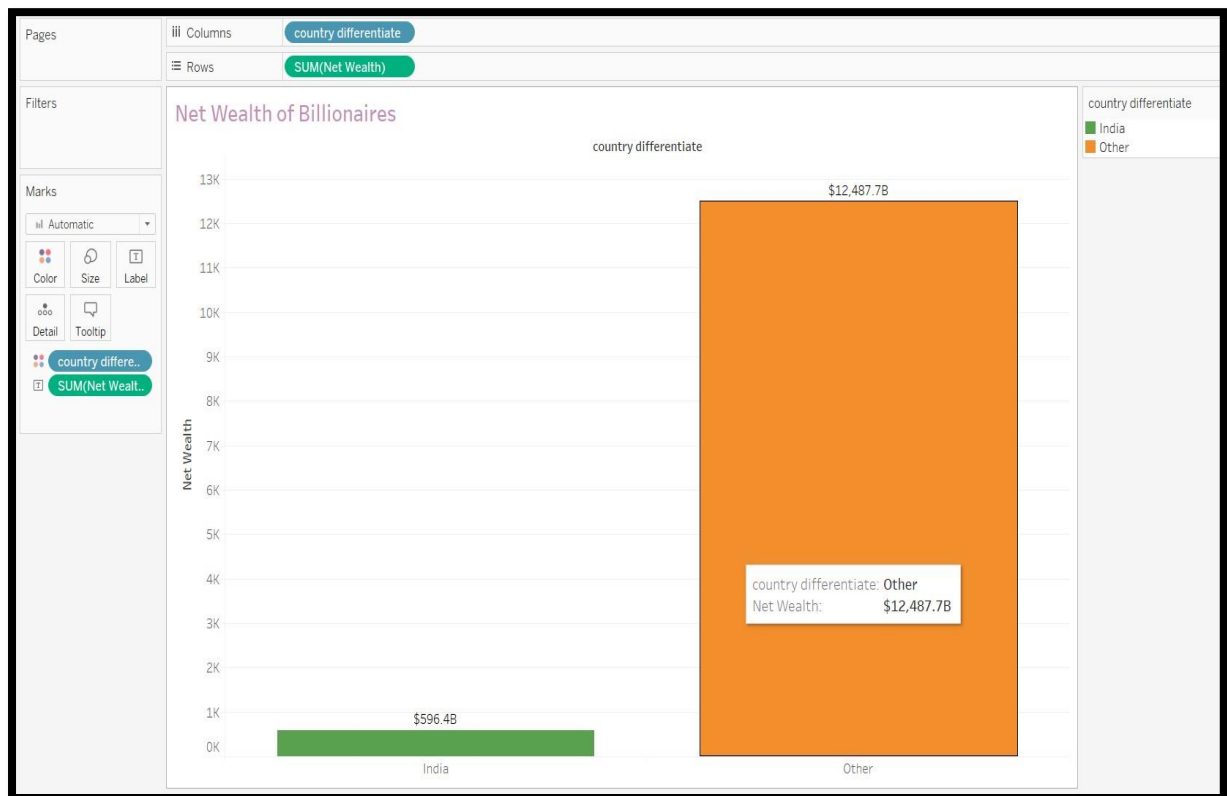 Pages
Columns
country differentiate
Rows
SUM(Net Wealth)
Filters
Marks
Automatic
Color
Size
Label
Detail
Tooltip
country differe..
SUM(Net Wealt..
Net Wealth of Billionaires
country differentiate
Net Wealth
13K
12K
11K
10K
9K
8K
7K
6K
5K
4K
3K
2K
1K
0K
$596.4B
$12,487.7B
country differentiate: Other
Net Wealth: $12,487.7B
India
Other
country differentiate
India
Other